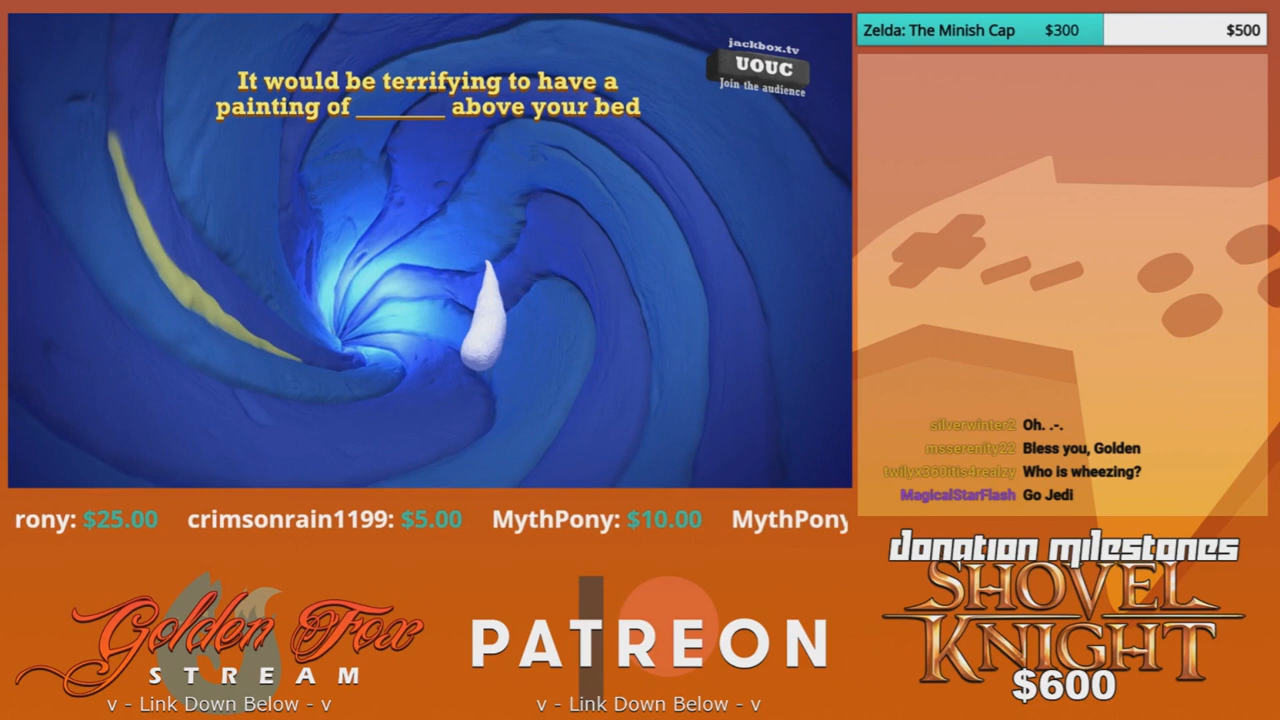 It would be terrifying to have a
painting of _______ above your bed
jackbox.tv
UOUC
Join the audience
Zelda: The Minish Cap $300 $500
silverwinter2 Oh. .-.
msserenity22 Bless you, Golden
twilyx360itis4realzy Who is wheezing?
MagicalStarFlash Go Jedi
rony: $25.00 crimsonrain1199: $5.00 MythPony: $10.00 MythPony
Golden Fox
STREAM
v - Link Down Below - v
PATREON
v - Link Down Below - v
donation milestones
SHOVEL
KNIGHT
$600